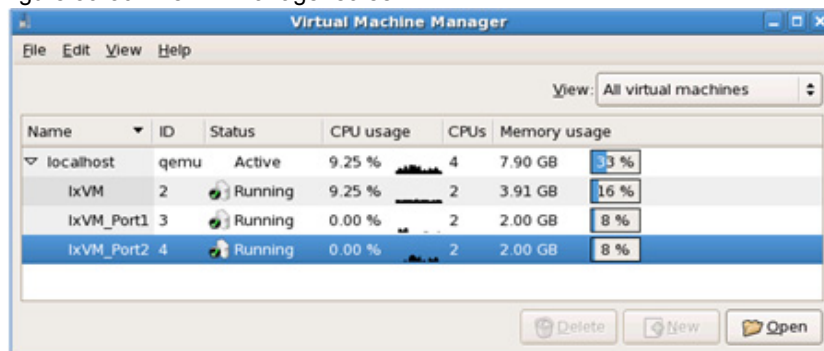 Virtual Machine Manager
File Edit View Help
View: All virtual machines
Name ID Status CPU usage CPUs Memory usage
localhost qemu Active 9.25 % 4 7.90 GB 33 %
IxVM 2 Running 9.25 % 2 3.91 GB 16 %
IxVM_Port1 3 Running 0.00 % 2 2.00 GB 8 %
IxVM_Port2 4 Running 0.00 % 2 2.00 GB 8 %
Delete New Open